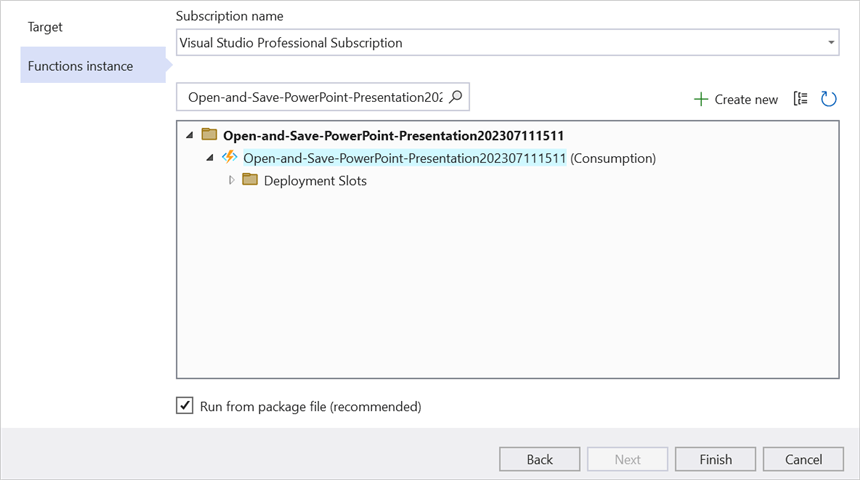 Subscription name
Target
Visual Studio Professional Subscription
Functions instance
Open-and-Save-PowerPoint-Presentation202
Create new
Open-and-Save-PowerPoint-Presentation202307111511
Open-and-Save-PowerPoint-Presentation202307111511 (Consumption)
Deployment Slots
Run from package file (recommended)
Back Next Finish Cancel